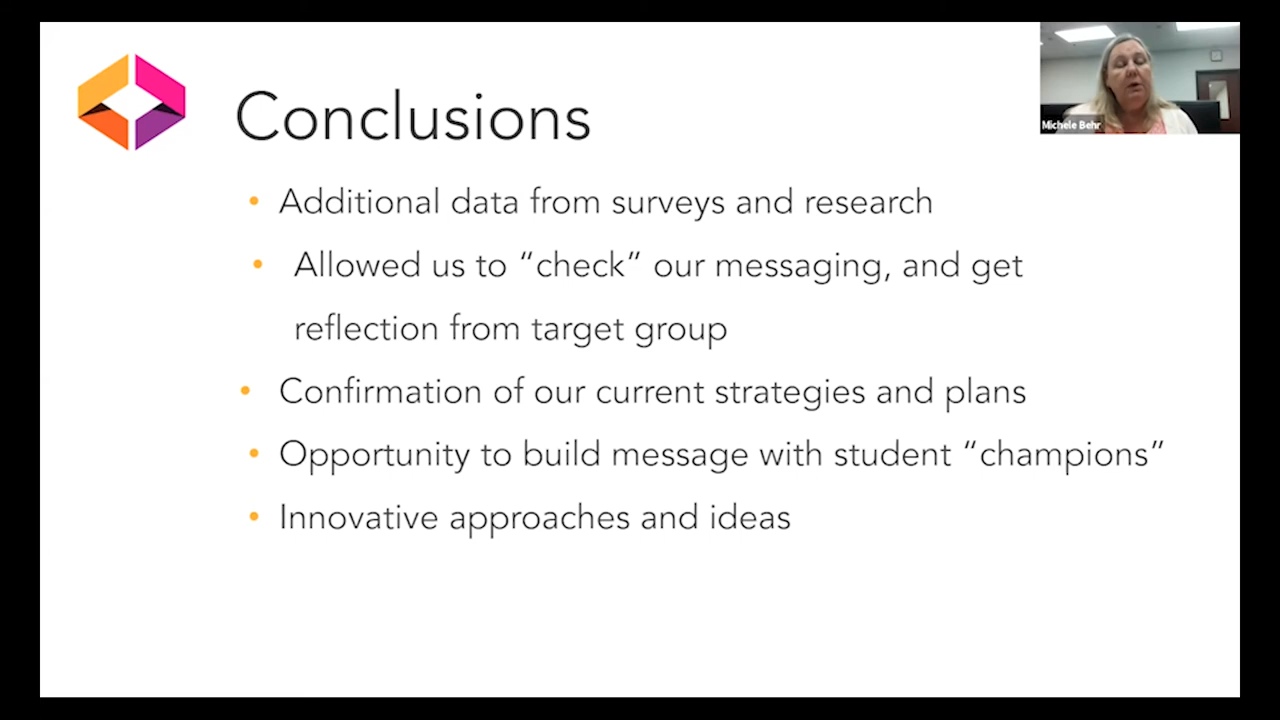 Conclusions
Michele Behr
• Additional data from surveys and research
• Allowed us to “check” our messaging, and get
reflection from target group
• Confirmation of our current strategies and plans
• Opportunity to build message with student “champions”
• Innovative approaches and ideas